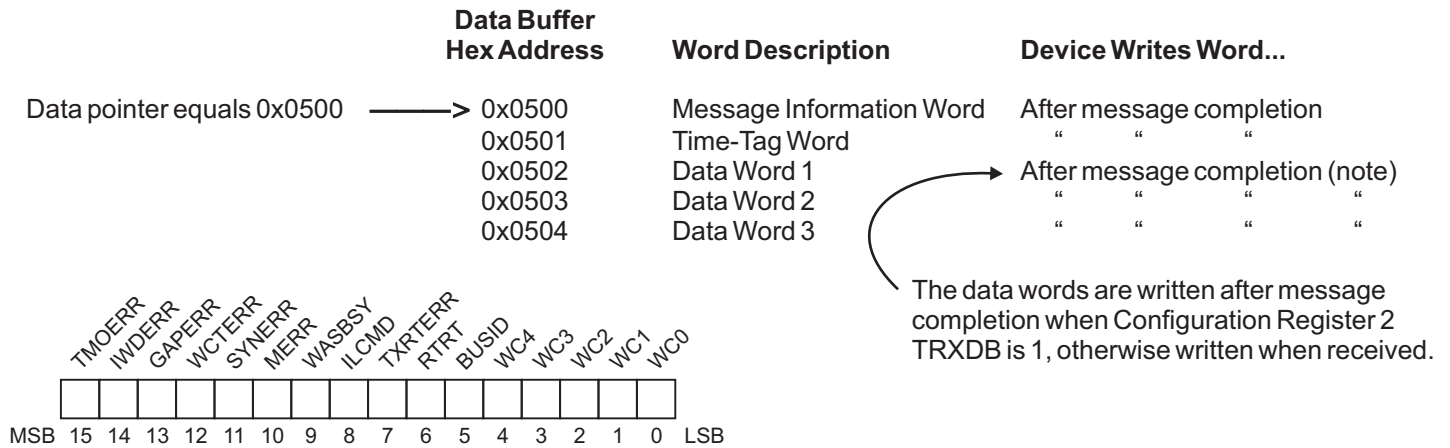 Data Buffer
Hex Address Word Description Device Writes Word...
Data pointer equals 0x0500 0x0500 Message Information Word After message completion
0x0501 Time-Tag Word “ “ “
0x0502 Data Word 1 After message completion (note)
0x0503 Data Word 2 “ “ “ “
0x0504 Data Word 3 “ “ “ “
The data words are written after message
completion when Configuration Register 2
TRXDB is 1, otherwise written when received.
TMOERR IWDERR GAPERR WCTERR SYNERR MERR WASBSY ILCMD TXRTERR RTRT BUSID WC4 WC3 WC2 WC1 WC0
MSB 15 14 13 12 11 10 9 8 7 6 5 4 3 2 1 0 LSB